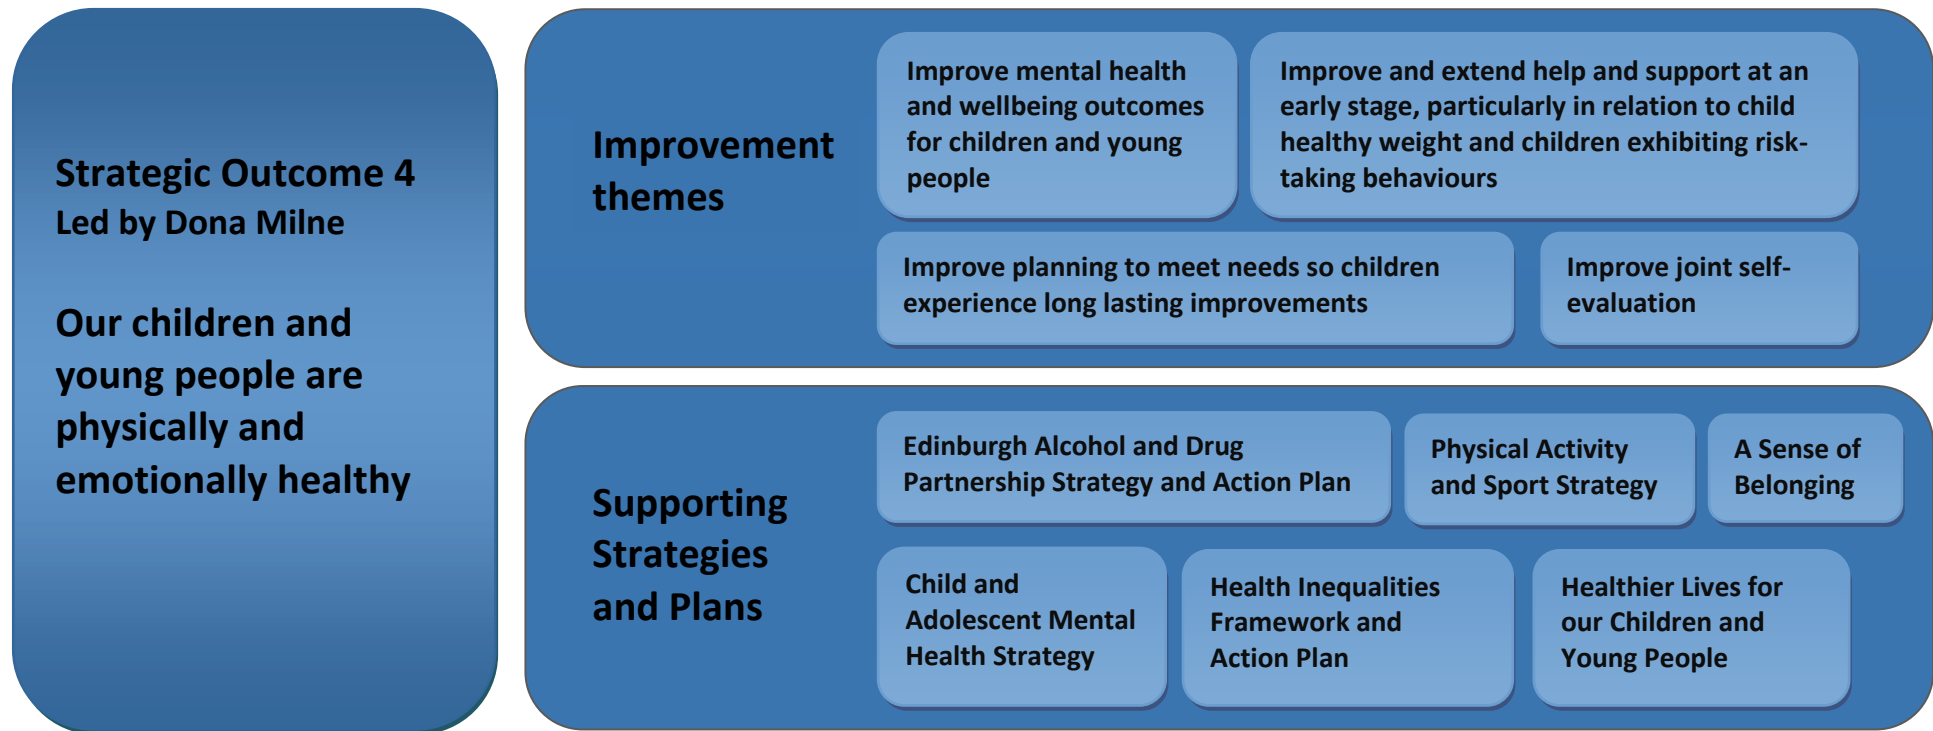 Strategic Outcome 4
Led by Dona Milne
Our children and
young people are
physically and
emotionally healthy
Improvement
themes
Improve mental health
and wellbeing outcomes
for children and young
people
Improve and extend help and support at an
early stage, particularly in relation to child
healthy weight and children exhibiting risk-
taking behaviours
Improve planning to meet needs so children
experience long lasting improvements
Improve joint self-
evaluation
Supporting
Strategies
and Plans
Edinburgh Alcohol and Drug
Partnership Strategy and Action Plan
Physical Activity
and Sport Strategy
A Sense of
Belonging
Child and
Adolescent Mental
Health Strategy
Health Inequalities
Framework and
Action Plan
Healthier Lives for
our Children and
Young People